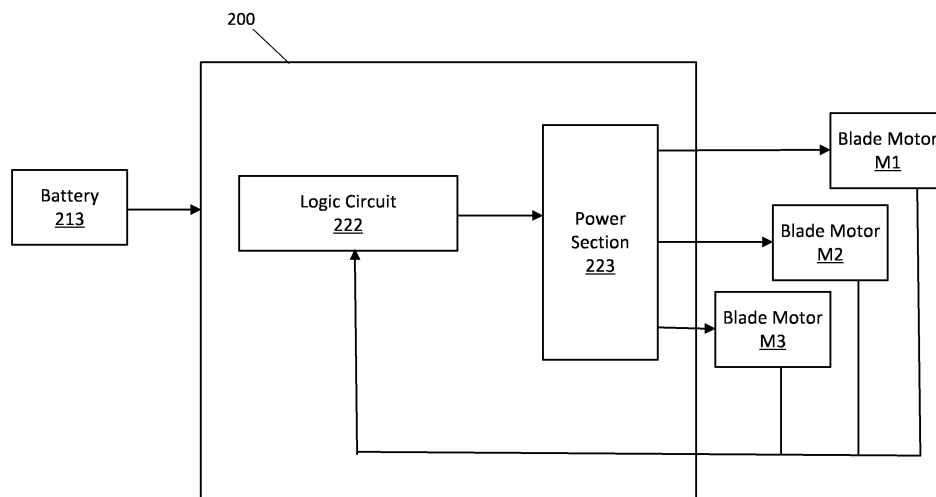 200
Battery
213
Logic Circuit
222
Power
Section
223
Blade Motor
M1
Blade Motor
M2
Blade Motor
M3